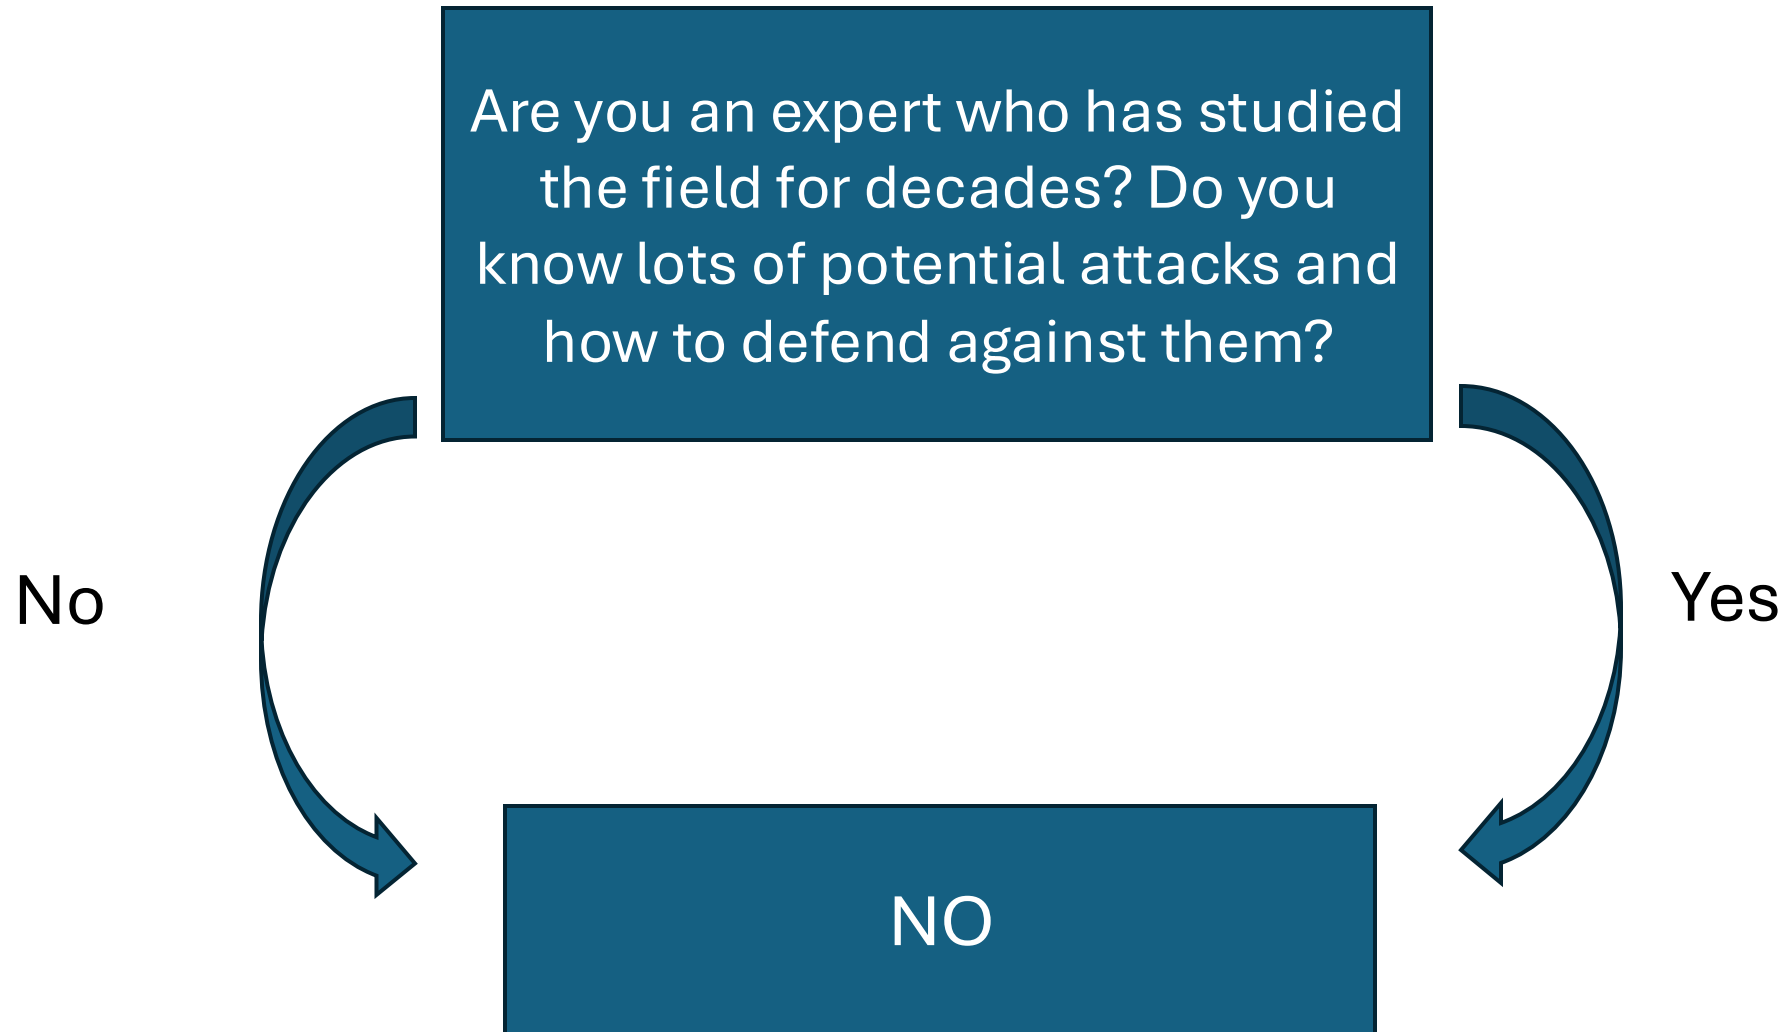 Are you an expert who has studied
the field for decades? Do you
know lots of potential attacks and
how to defend against them?
No
Yes
NO